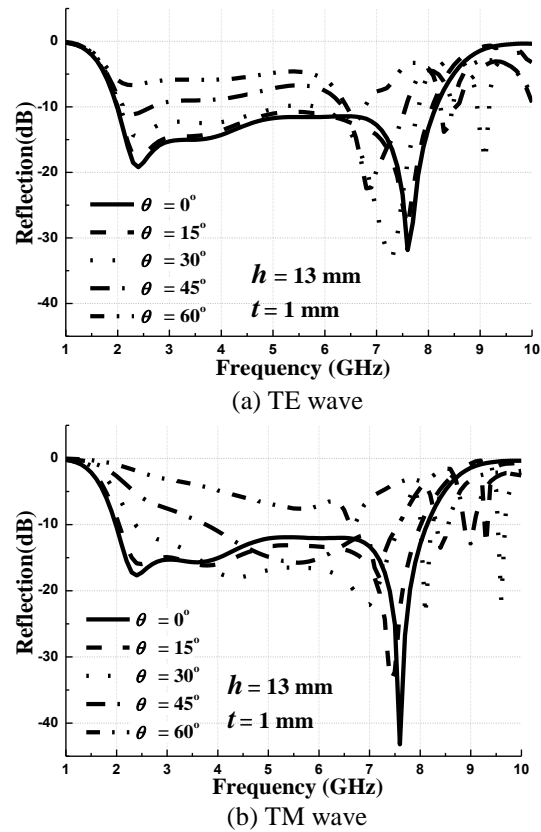 0
-10
-20
-30
-40
Reflection(dB)
θ = 0°
θ = 15°
θ = 30°
θ = 45°
θ = 60°
h = 13 mm
t = 1 mm
1 2 3 4 5 6 7 8 9 10
Frequency (GHz)
(a) TE wave
0
-10
-20
-30
-40
Reflection(dB)
θ = 0°
θ = 15°
θ = 30°
θ = 45°
θ = 60°
h = 13 mm
t = 1 mm
1 2 3 4 5 6 7 8 9 10
Frequency (GHz)
(b) TM wave